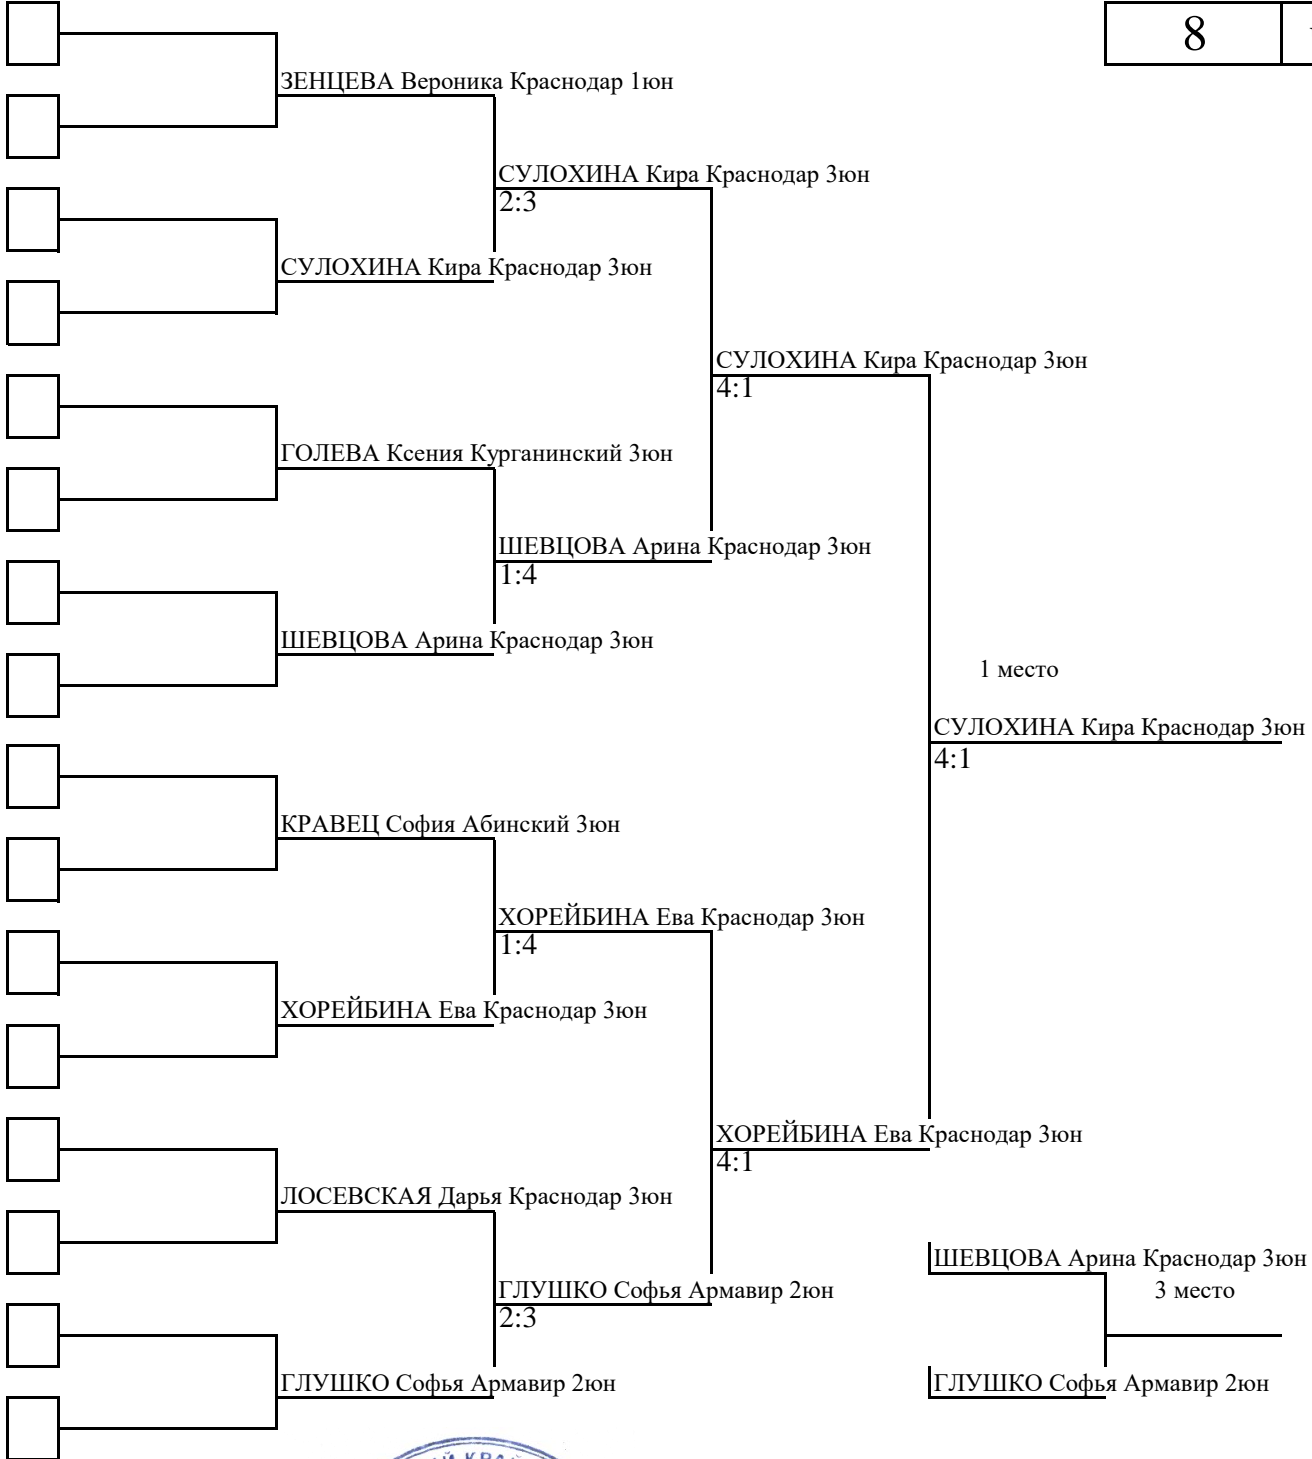 8
ЗЕНЦЕВА Вероника Краснодар 1юн
СУЛОХИНА Кира Краснодар 3юн
2:3
СУЛОХИНА Кира Краснодар 3юн
СУЛОХИНА Кира Краснодар 3юн
4:1
ГОЛЕВА Ксения Курганинский 3юн
ШЕВЦОВА Арина Краснодар 3юн
1:4
ШЕВЦОВА Арина Краснодар 3юн
1 место
СУЛОХИНА Кира Краснодар 3юн
4:1
КРАВЕЦ София Абинский 3юн
ХОРЕЙБИНА Ева Краснодар 3юн
1:4
ХОРЕЙБИНА Ева Краснодар 3юн
ХОРЕЙБИНА Ева Краснодар 3юн
4:1
ЛОСЕВСКАЯ Дарья Краснодар 3юн
ШЕВЦОВА Арина Краснодар 3юн
ГЛУШКО Софья Армавир 2юн
3 место
2:3
ГЛУШКО Софья Армавир 2юн
ГЛУШКО Софья Армавир 2юн